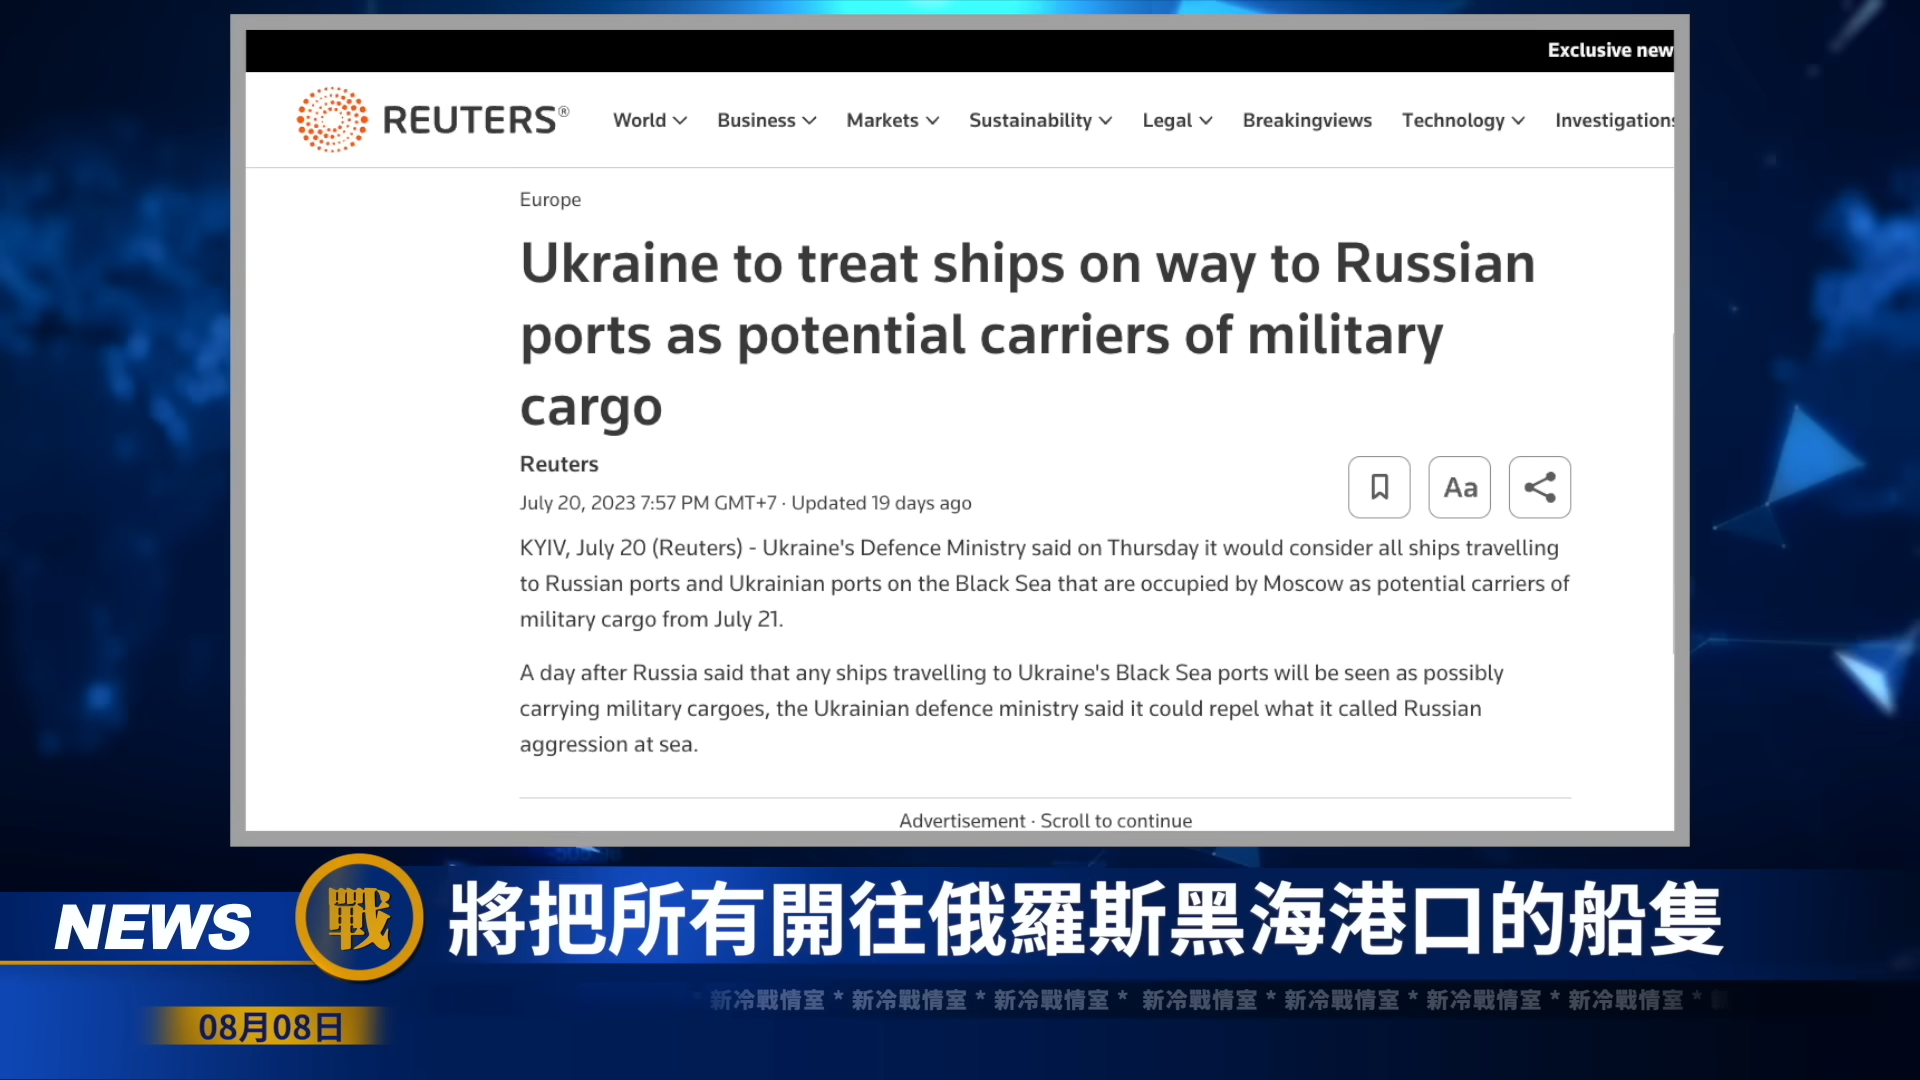 Exclusive new
REUTERS®
World Business Markets Sustainability Legal Breakingviews Technology Investigations
Europe
Ukraine to treat ships on way to Russian
ports as potential carriers of military
cargo
Reuters
July 20, 2023 7:57 PM GMT+7 · Updated 19 days ago
Aa
KYIV, July 20 (Reuters) - Ukraine's Defence Ministry said on Thursday it would consider all ships travelling
to Russian ports and Ukrainian ports on the Black Sea that are occupied by Moscow as potential carriers of
military cargo from July 21.
A day after Russia said that any ships travelling to Ukraine's Black Sea ports will be seen as possibly
carrying military cargoes, the Ukrainian defence ministry said it could repel what it called Russian
aggression at sea.
Advertisement · Scroll to continue
NEWS
戰
將把所有開往俄羅斯黑海港口的船隻
* 新冷戰情室 * 新冷戰情室 * 新冷戰情室 * 新冷戰情室 * 新冷戰情室 * 新冷戰情室 * 新冷戰情室 *
08月08日